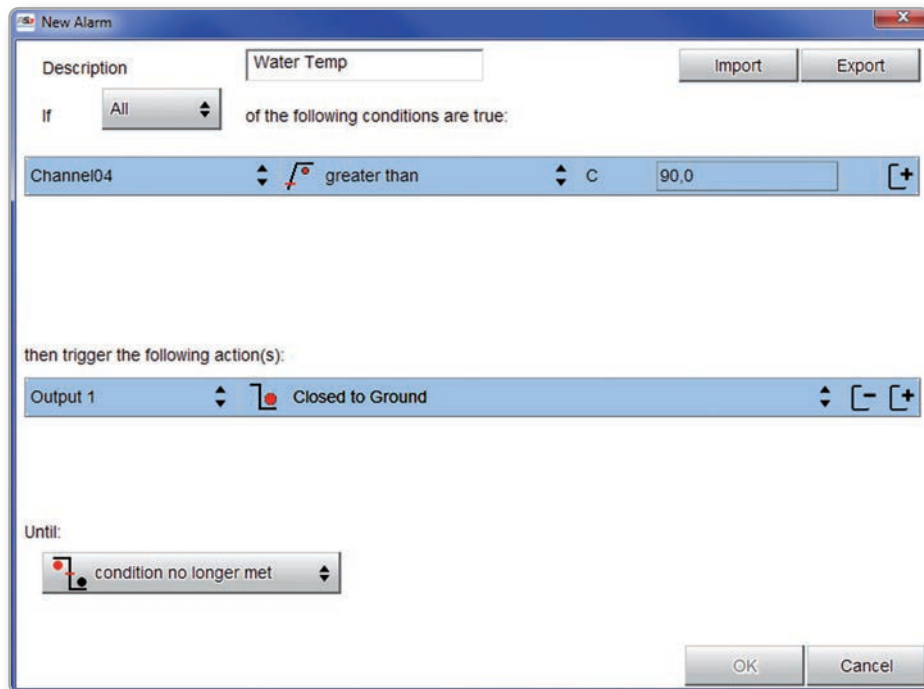 New Alarm
Description Water Temp Import Export
If All of the following conditions are true:
Channel04 greater than C 90,0
then trigger the following action(s):
Output 1 Closed to Ground
Until:
condition no longer met
OK Cancel